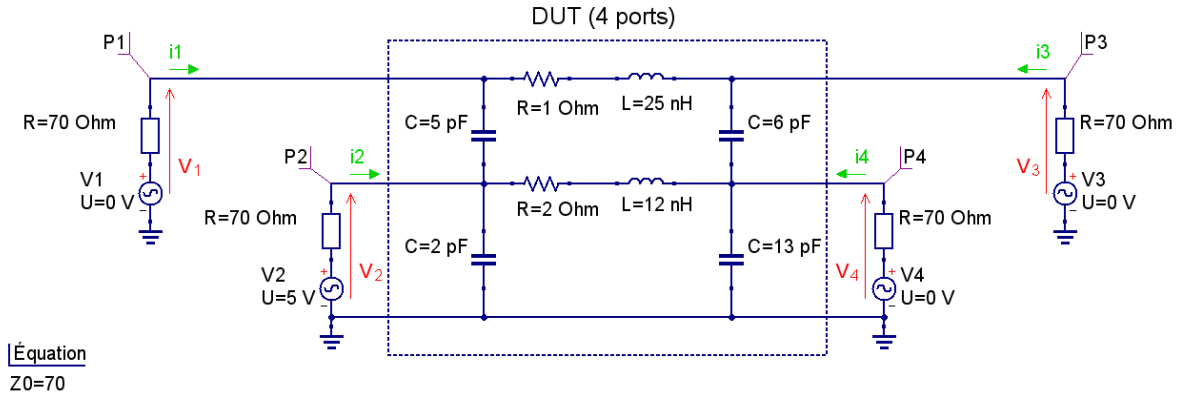 DUT (4 ports)
P1
i1
i3
P3
R=1 Ohm
L=25 nH
R=70 Ohm
V1
C=5 pF
C=6 pF
V3
R=70 Ohm
P2
i2
i4
P4
V1
U=0 V
R=2 Ohm
L=12 nH
V3
U=0 V
R=70 Ohm
V2
C=2 pF
C=13 pF
V4
R=70 Ohm
V2
U=5 V
V4
U=0 V
Équation
Z0=70